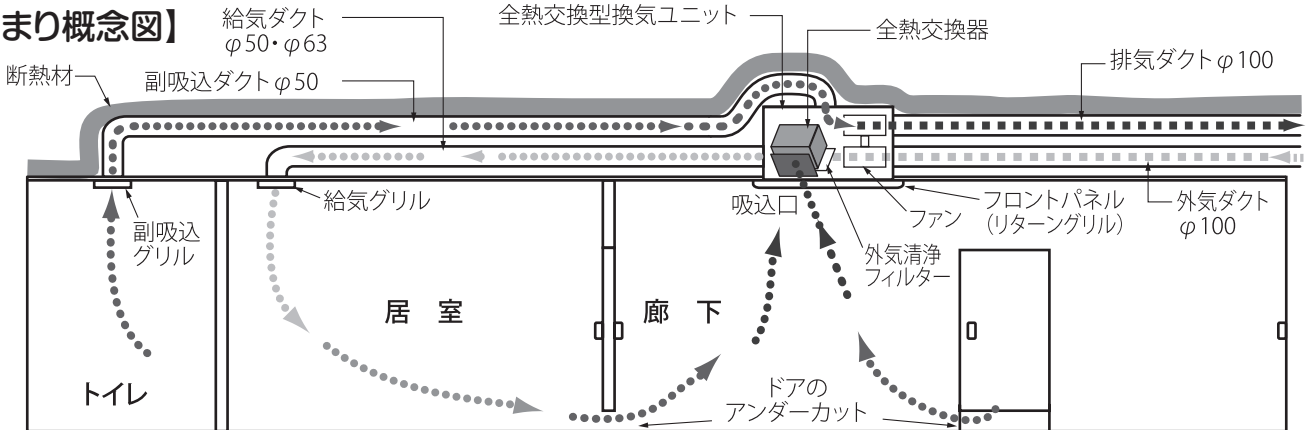 まり概念図】
給気ダクト
φ50・φ63
全熱交換型換気ユニット
全熱交換器
断熱材
副吸込ダクトφ50
排気ダクトφ100
給気グリル
副吸込
グリル
吸込口
ファン
フロントパネル
(リターングリル)
外気ダクト
φ100
外気清浄
フィルター
居 室
廊 下
トイレ
ドアの
アンダーカット